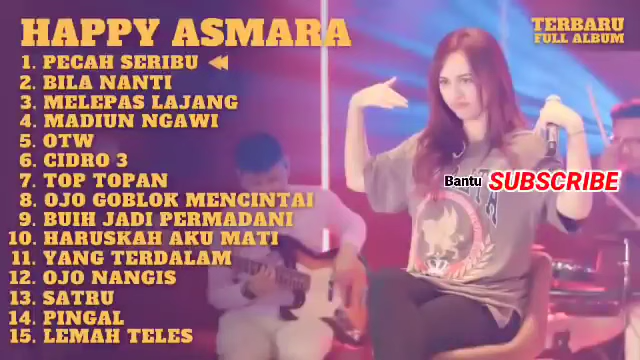 HAPPY ASMARA
TERBARU
FULL ALBUM
1. PECAH SERIBU
2. BILA NANTI
3. MELEPAS LAJANG
4. MADIUN NGAWI
5. OTW
6. CIDRO 3
7. TOP TOPAN
8. OJO GOBLOK MENCINTAI
9. BUIH JADI PERMADANI
10. HARUSKAH AKU MATI
11. YANG TERDALAM
12. OJO NANGIS
13. SATRU
14. PINGAL
15. LEMAH TELES
Bantu SUBSCRIBE